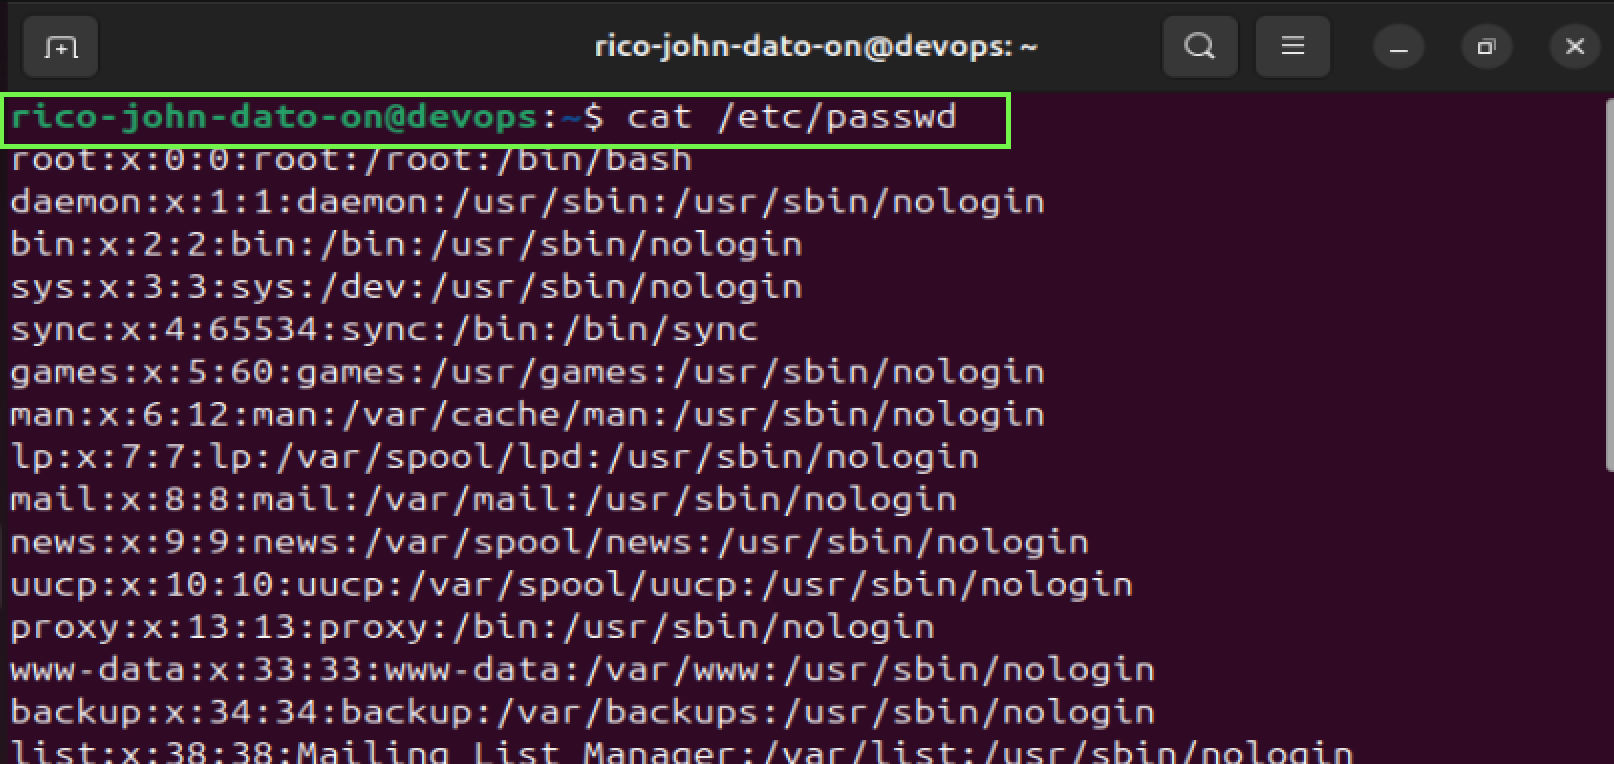 rico-john-dato-on@devops: ~
rico-john-dato-on@devops:~$ cat /etc/passwd
root:x:0:0:root:/root:/bin/bash
daemon:x:1:1:daemon:/usr/sbin:/usr/sbin/nologin
bin:x:2:2:bin:/bin:/usr/sbin/nologin
sys:x:3:3:sys:/dev:/usr/sbin/nologin
sync:x:4:65534:sync:/bin:/bin/sync
games:x:5:60:games:/usr/games:/usr/sbin/nologin
man:x:6:12:man:/var/cache/man:/usr/sbin/nologin
lp:x:7:7:lp:/var/spool/lpd:/usr/sbin/nologin
mail:x:8:8:mail:/var/mail:/usr/sbin/nologin
news:x:9:9:news:/var/spool/news:/usr/sbin/nologin
uucp:x:10:10:uucp:/var/spool/uucp:/usr/sbin/nologin
proxy:x:13:13:proxy:/bin:/usr/sbin/nologin
www-data:x:33:33:www-data:/var/www:/usr/sbin/nologin
backup:x:34:34:backup:/var/backups:/usr/sbin/nologin
list:x:38:38:Mailing List Manager:/var/list:/usr/sbin/nologin